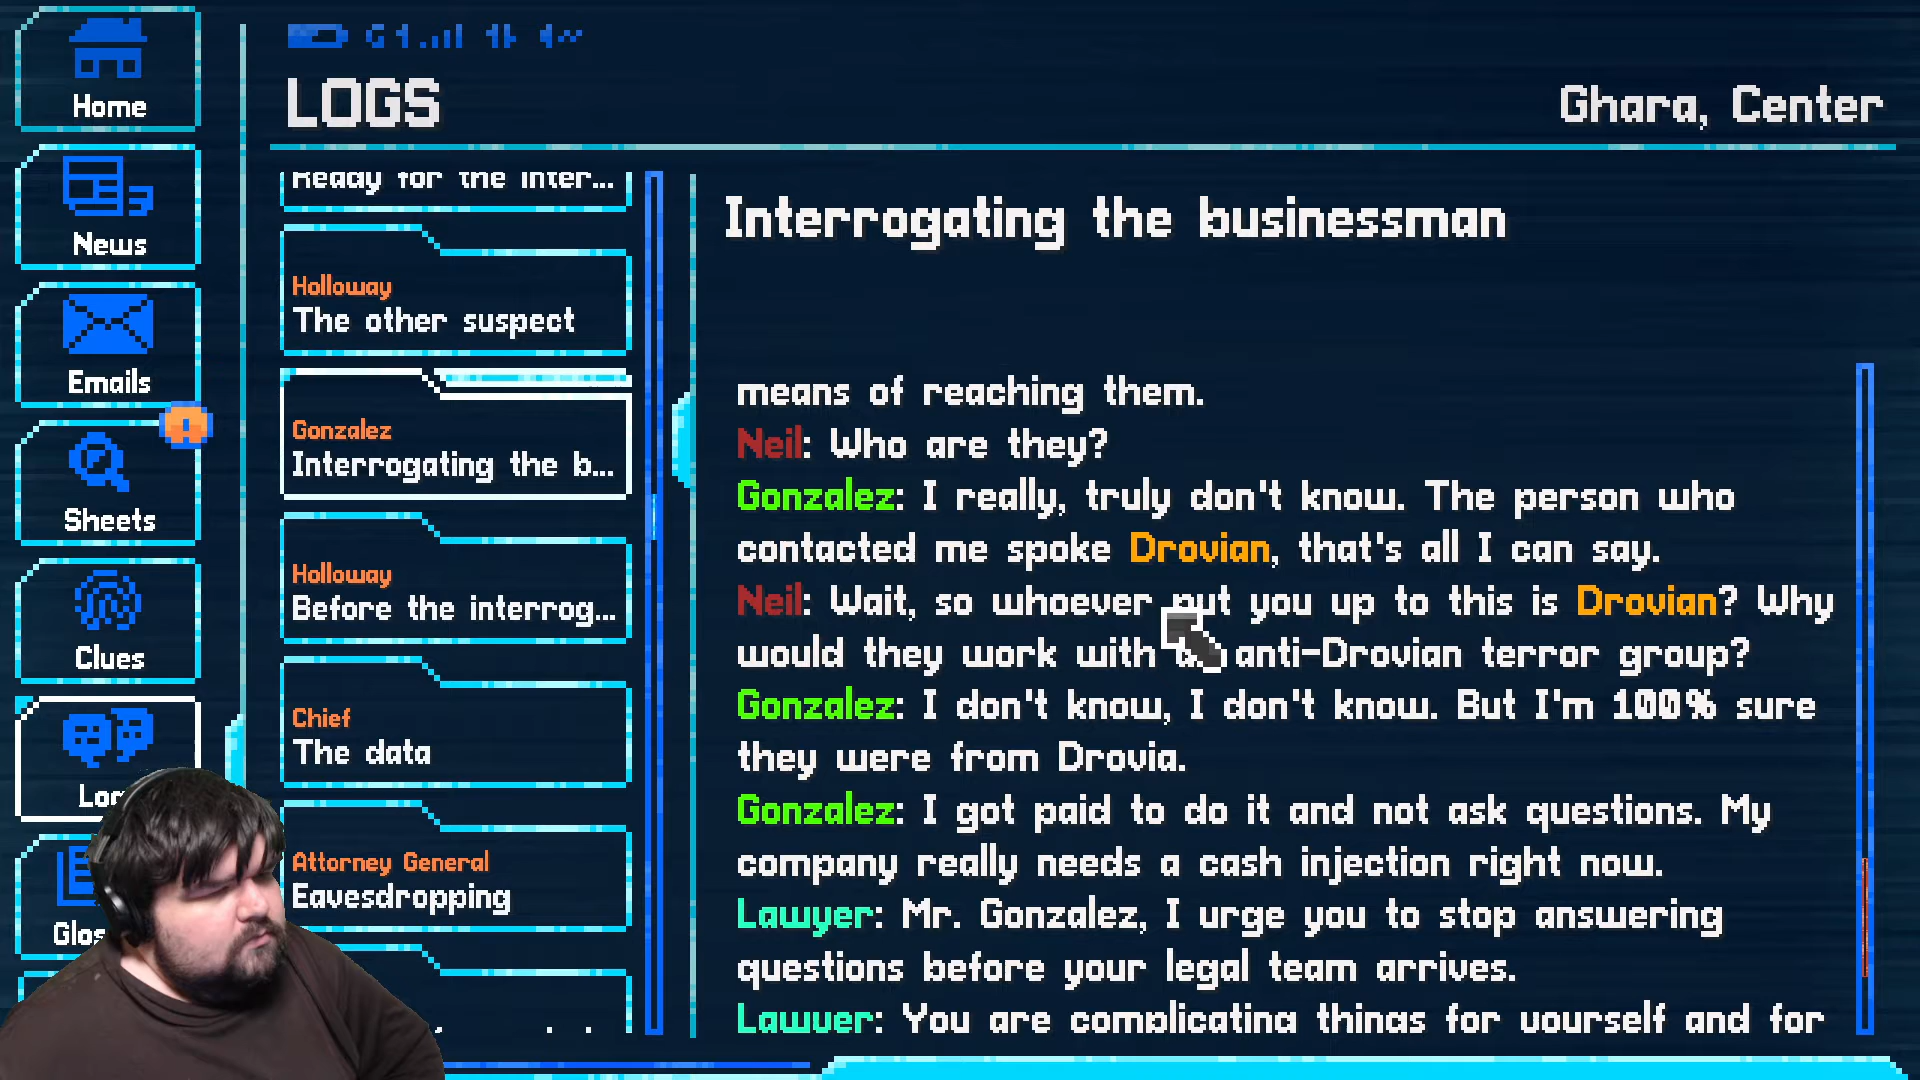 Home
News
Emails
Sheets
Clues
LOGS
Ghara, Center
Ready for the inter...
Holloway
The other suspect
Gonzalez
Interrogating the b...
Holloway
Before the interrog...
Chief
The data
Attorney General
Eavesdropping
Interrogating the businessman
means of reaching them.
Neil: Who are they?
Gonzalez: I really, truly don't know. The person who
contacted me spoke Drovian, that's all I can say.
Neil: Wait, so whoever put you up to this is Drovian? Why
would they work with anti-Drovian terror group?
Gonzalez: I don't know, I don't know. But I'm 100% sure
they were from Drovia.
Gonzalez: I got paid to do it and not ask questions. My
company really needs a cash injection right now.
Lawyer: Mr. Gonzalez, I urge you to stop answering
questions before your legal team arrives.
Lawyer: You are complicating things for yourself and for